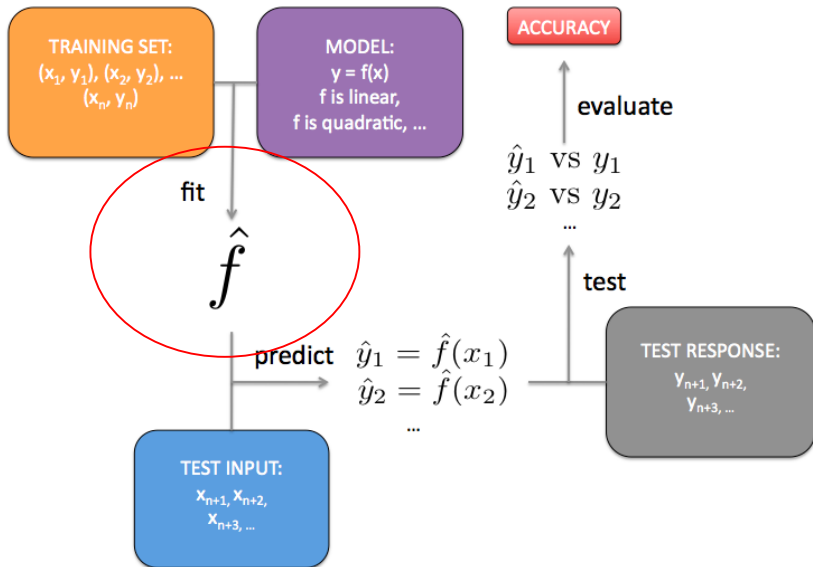 TRAINING SET:
(x₁, y₁), (x₂, y₂), ...
(xₙ, yₙ)
MODEL:
y = f(x)
f is linear,
f is quadratic, ...
ACCURACY
evaluate
ŷ₁ vs y₁
ŷ₂ vs y₂
...
fit
f̂
test
predict
ŷ₁ = f̂(x₁)
ŷ₂ = f̂(x₂)
...
TEST RESPONSE:
yₙ₊₁, yₙ₊₂,
yₙ₊₃, ...
TEST INPUT:
xₙ₊₁, xₙ₊₂,
xₙ₊₃, ...